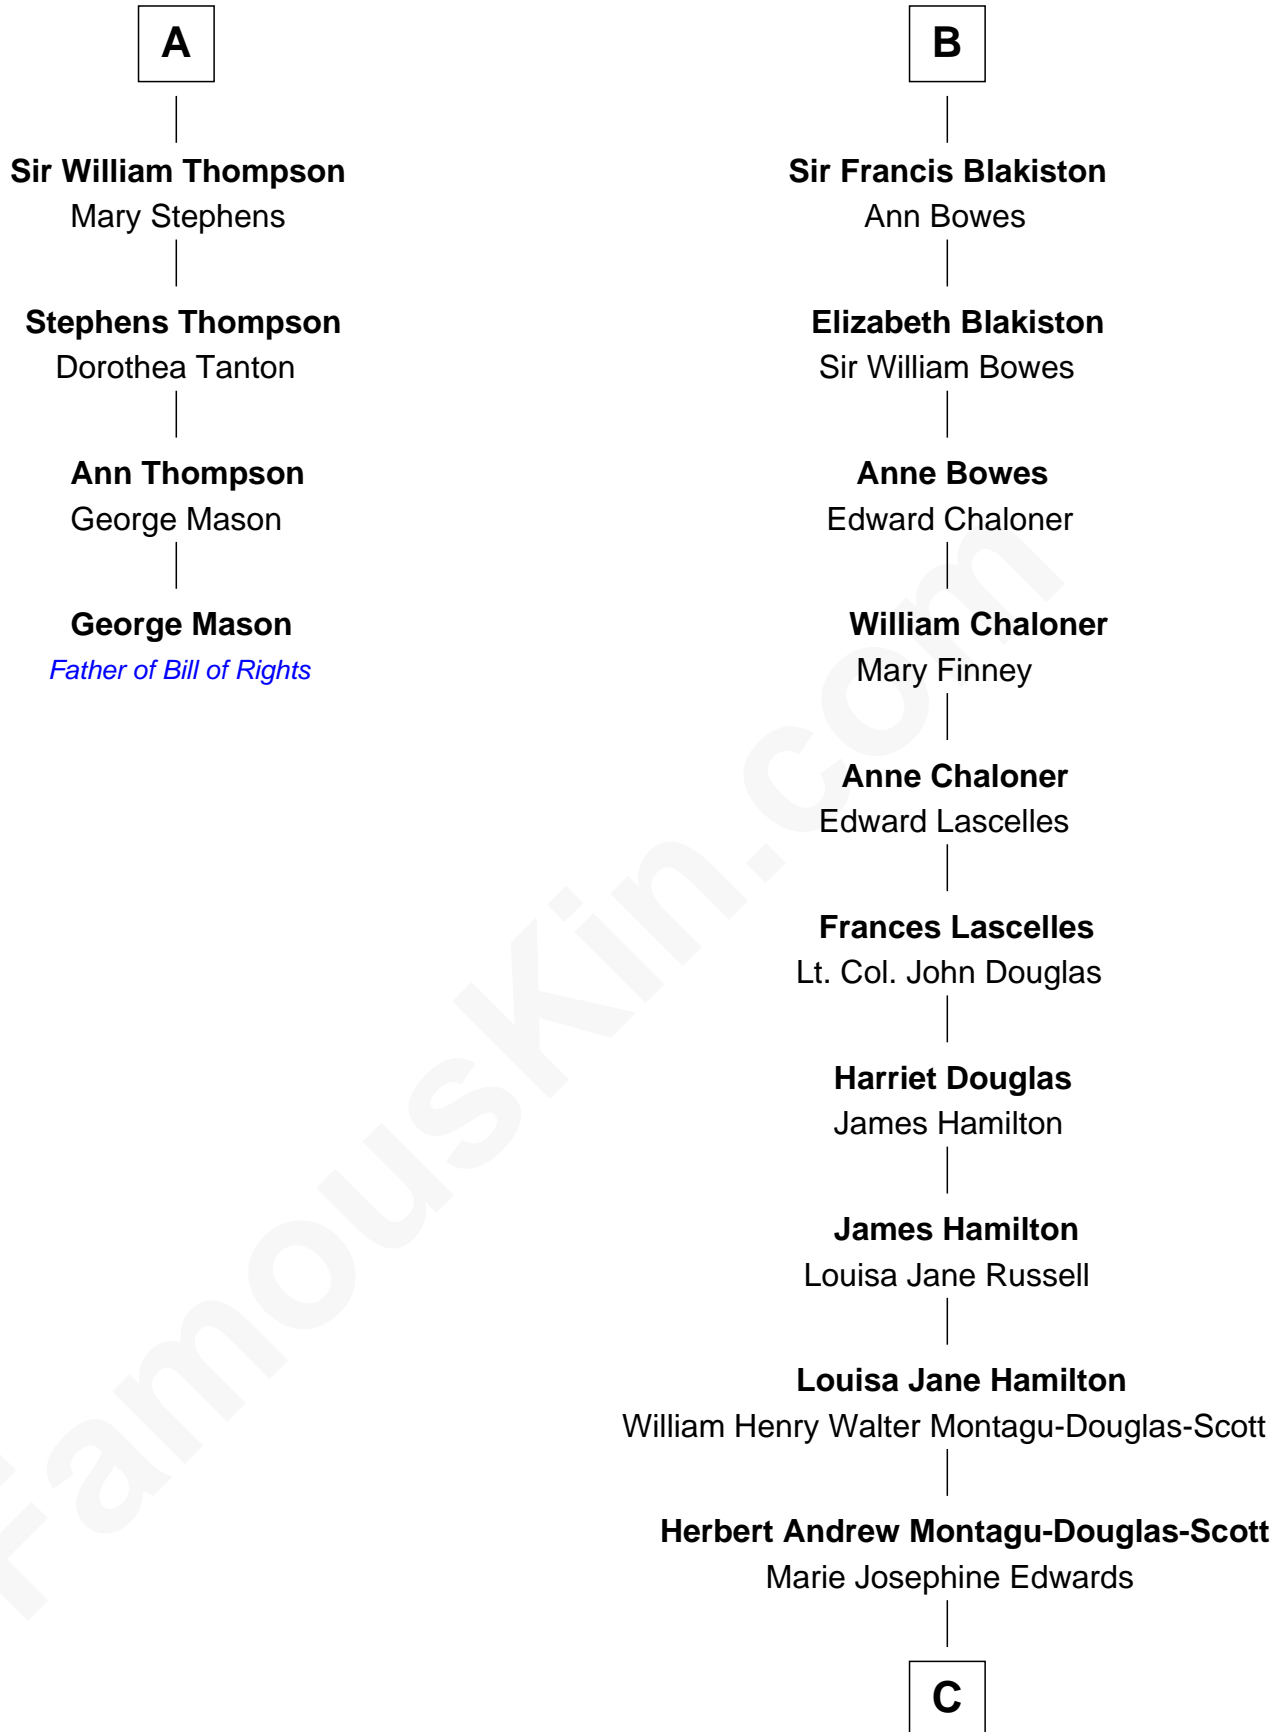 A
Sir William Thompson
Mary Stephens
Stephens Thompson
Dorothea Tanton
Ann Thompson
George Mason
George Mason
Father of Bill of Rights
B
Sir Francis Blakiston
Ann Bowes
Elizabeth Blakiston
Sir William Bowes
Anne Bowes
Edward Chaloner
William Chaloner
Mary Finney
Anne Chaloner
Edward Lascelles
Frances Lascelles
Lt. Col. John Douglas
Harriet Douglas
James Hamilton
James Hamilton
Louisa Jane Russell
Louisa Jane Hamilton
William Henry Walter Montagu-Douglas-Scott
Herbert Andrew Montagu-Douglas-Scott
Marie Josephine Edwards
C
FamousKin.com